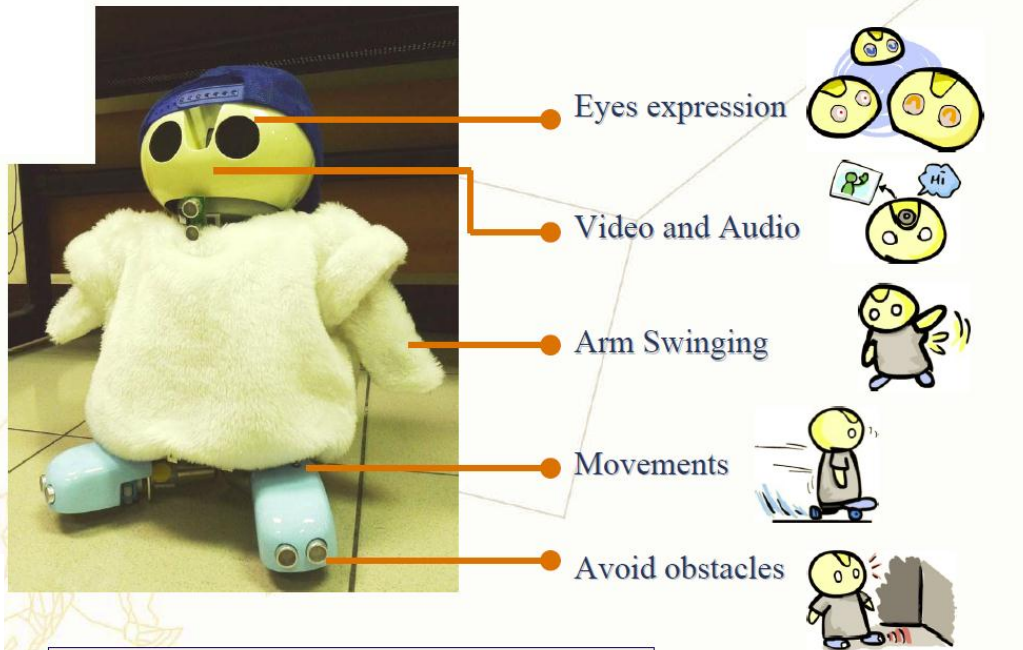 Eyes expression
Hi
Video and Audio
Arm Swinging
Movements
Avoid obstacles